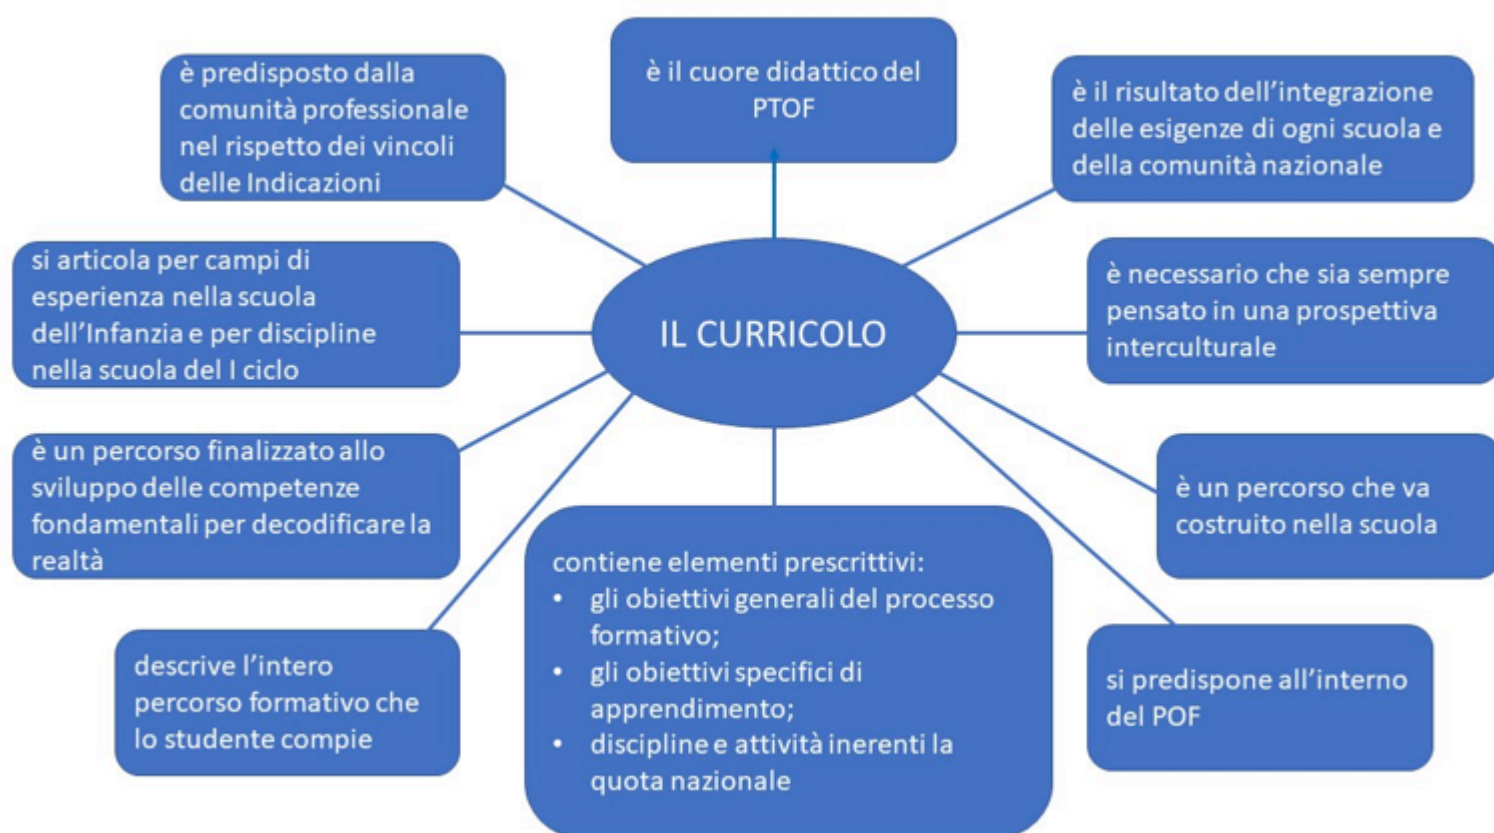 è il cuore didattico del
PTOF
è predisposto dalla
comunità professionale
nel rispetto dei vincoli
delle Indicazioni
è il risultato dell’integrazione
delle esigenze di ogni scuola e
della comunità nazionale
si articola per campi di
esperienza nella scuola
dell’Infanzia e per discipline
nella scuola del I ciclo
IL CURRICOLO
è necessario che sia sempre
pensato in una prospettiva
interculturale
è un percorso finalizzato allo
sviluppo delle competenze
fondamentali per decodificare la
realtà
è un percorso che va
costruito nella scuola
descrive l’intero
percorso formativo che
lo studente compie
contiene elementi prescrittivi:
• gli obiettivi generali del processo
formativo;
• gli obiettivi specifici di
apprendimento;
• discipline e attività inerenti la
quota nazionale
si predispone all’interno
del POF